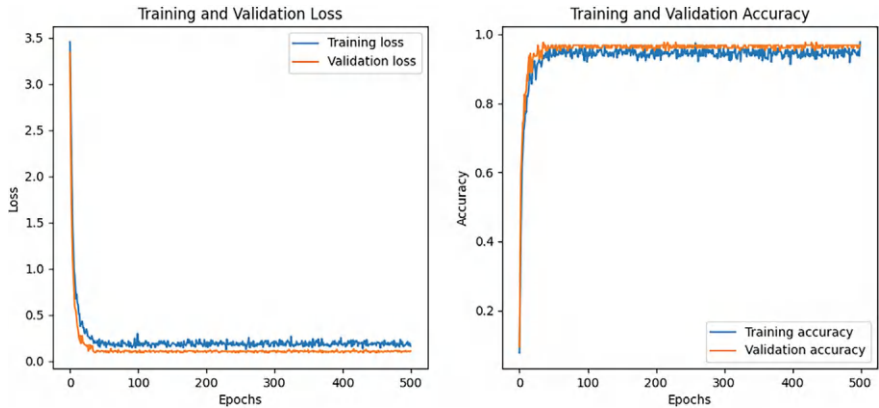 Training and Validation Loss
3.5
3.0
2.5
2.0
1.5
1.0
0.5
0.0
Loss
Training loss
Validation loss
0
100
200
300
400
500
Epochs
Training and Validation Accuracy
1.0
0.8
0.6
0.4
0.2
Accuracy
Training accuracy
Validation accuracy
0
100
200
300
400
500
Epochs